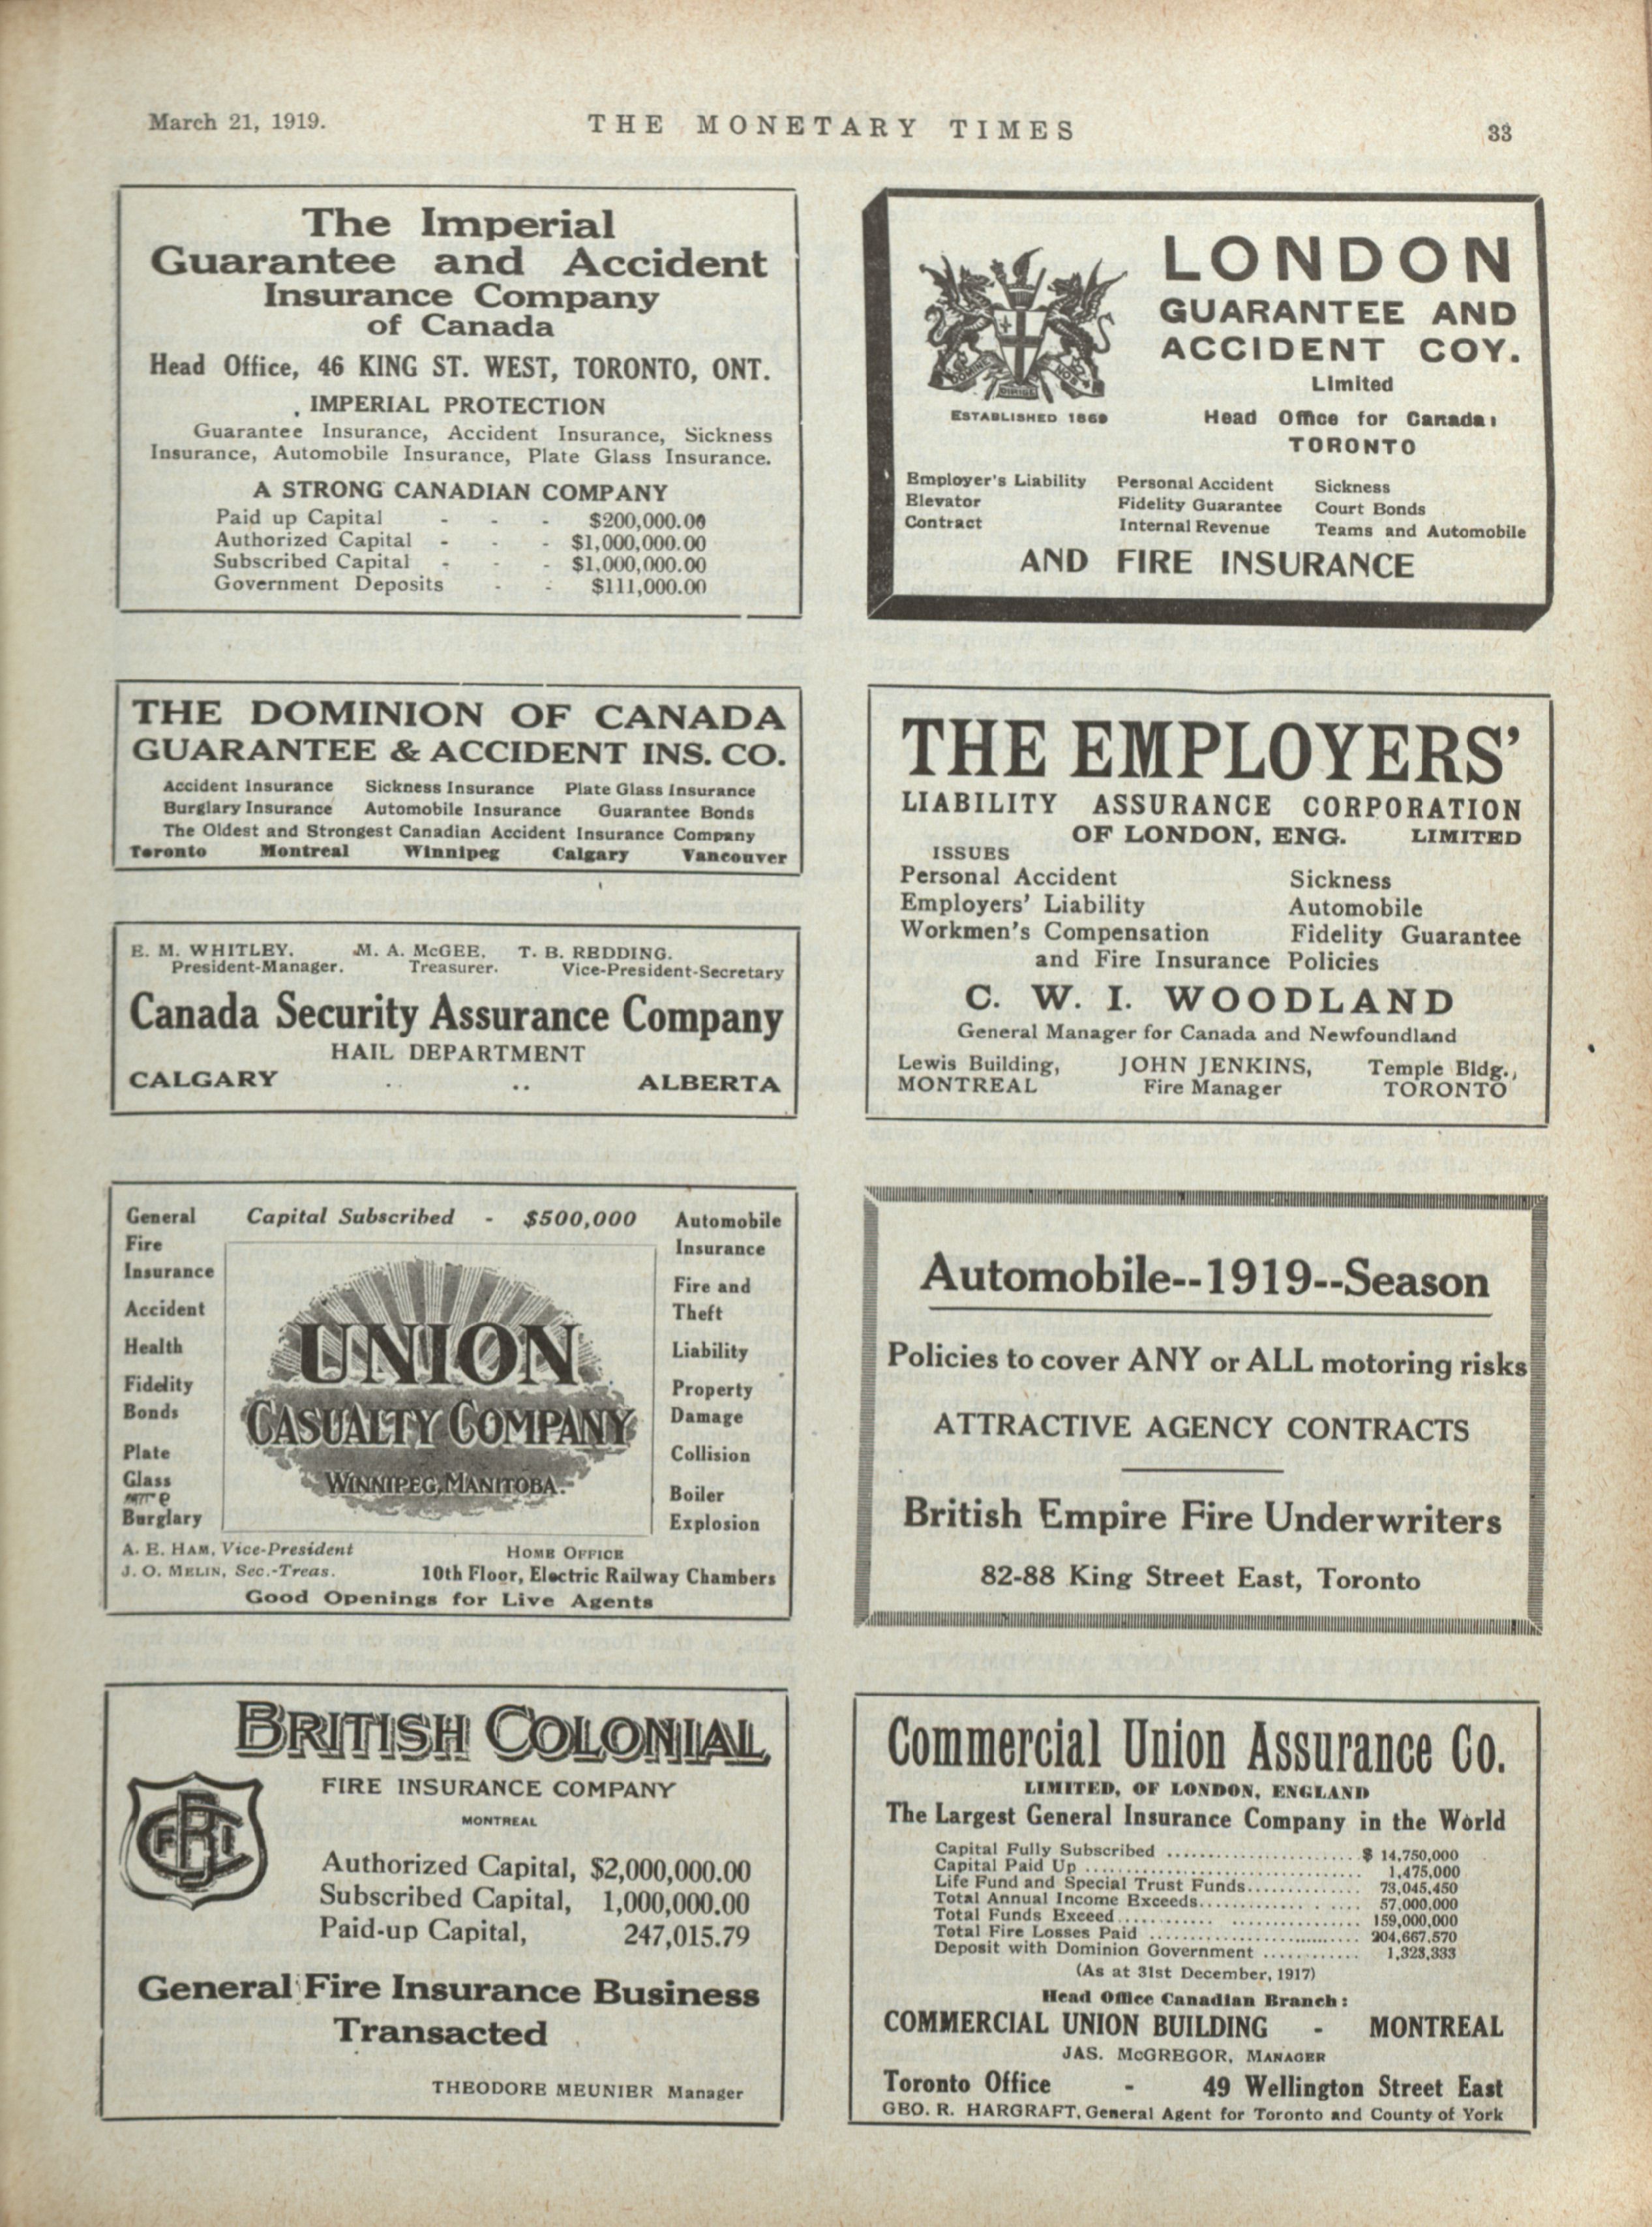 March 21, 1919.
THE MONETARY TIMES
33
The Imperial
Guarantee and Accident
Insurance Company
of Canada
Head Office, 46 KING ST. WEST, TORONTO, ONT.
IMPERIAL PROTECTION
Guarantee Insurance, Accident Insurance, Sickness
Insurance, Automobile Insurance, Plate Glass Insurance.
A STRONG CANADIAN COMPANY
Paid up Capital - - - $200,000.00
Authorized Capital - - - $1,000,000.00
Subscribed Capital - - - $1,000,000.00
Government Deposits - - $111,000.00
THE DOMINION OF CANADA
GUARANTEE & ACCIDENT INS. CO.
Accident Insurance Sickness Insurance Plate Glass Insurance
Burglary Insurance Automobile Insurance Guarantee Bonds
The Oldest and Strongest Canadian Accident Insurance Company
Toronto Montreal Winnipeg Calgary Vancouver
E. M. WHITLEY. M. A. McGEE. T. B. REDDING.
President-Manager. Treasurer. Vice-President-Secretary
Canada Security Assurance Company
HAIL DEPARTMENT
CALGARY .. .. ALBERTA
Capital Subscribed - $500,000
General
Fire
Insurance
Accident
Health
Fidelity
Bonds
Plate
Glass
Burglary
UNION
CASUALTY COMPANY
WINNIPEG, MANITOBA.
Automobile
Insurance
Fire and
Theft
Liability
Property
Damage
Collision
Boiler
Explosion
A. E. HAM, Vice-President
J. O. MELIN, Sec.-Treas.
HOME OFFICE
10th Floor, Electric Railway Chambers
Good Openings for Live Agents
BRITISH COLONIAL
FIRE INSURANCE COMPANY
MONTREAL
Authorized Capital, $2,000,000.00
Subscribed Capital, 1,000,000.00
Paid-up Capital, 247,015.79
General Fire Insurance Business
Transacted
THEODORE MEUNIER Manager
LONDON
GUARANTEE AND
ACCIDENT COY.
Limited
ESTABLISHED 1869
Head Office for Canada:
TORONTO
Employer's Liability Personal Accident Sickness
Elevator Fidelity Guarantee Court Bonds
Contract Internal Revenue Teams and Automobile
AND FIRE INSURANCE
THE EMPLOYERS'
LIABILITY ASSURANCE CORPORATION
OF LONDON, ENG. LIMITED
ISSUES
Personal Accident Sickness
Employers' Liability Automobile
Workmen's Compensation Fidelity Guarantee
and Fire Insurance Policies
C. W. I. WOODLAND
General Manager for Canada and Newfoundland
Lewis Building, JOHN JENKINS, Temple Bldg.,
MONTREAL Fire Manager TORONTO
Automobile--1919--Season
Policies to cover ANY or ALL motoring risks
ATTRACTIVE AGENCY CONTRACTS
British Empire Fire Underwriters
82-88 King Street East, Toronto
Commercial Union Assurance Co.
LIMITED, OF LONDON, ENGLAND
The Largest General Insurance Company in the World
Capital Fully Subscribed ........................ $ 14,750,000
Capital Paid Up .................................. 1,475,000
Life Fund and Special Trust Funds.............. 73,045,450
Total Annual Income Exceeds.................... 57,000,000
Total Funds Exceed............................. 159,000,000
Total Fire Losses Paid ........................ 204,667,570
Deposit with Dominion Government ............ 1,323,333
(As at 31st December, 1917)
Head Office Canadian Branch:
COMMERCIAL UNION BUILDING - MONTREAL
JAS. McGREGOR, MANAGER
Toronto Office - 49 Wellington Street East
GEO. R. HARGRAFT, General Agent for Toronto and County of York